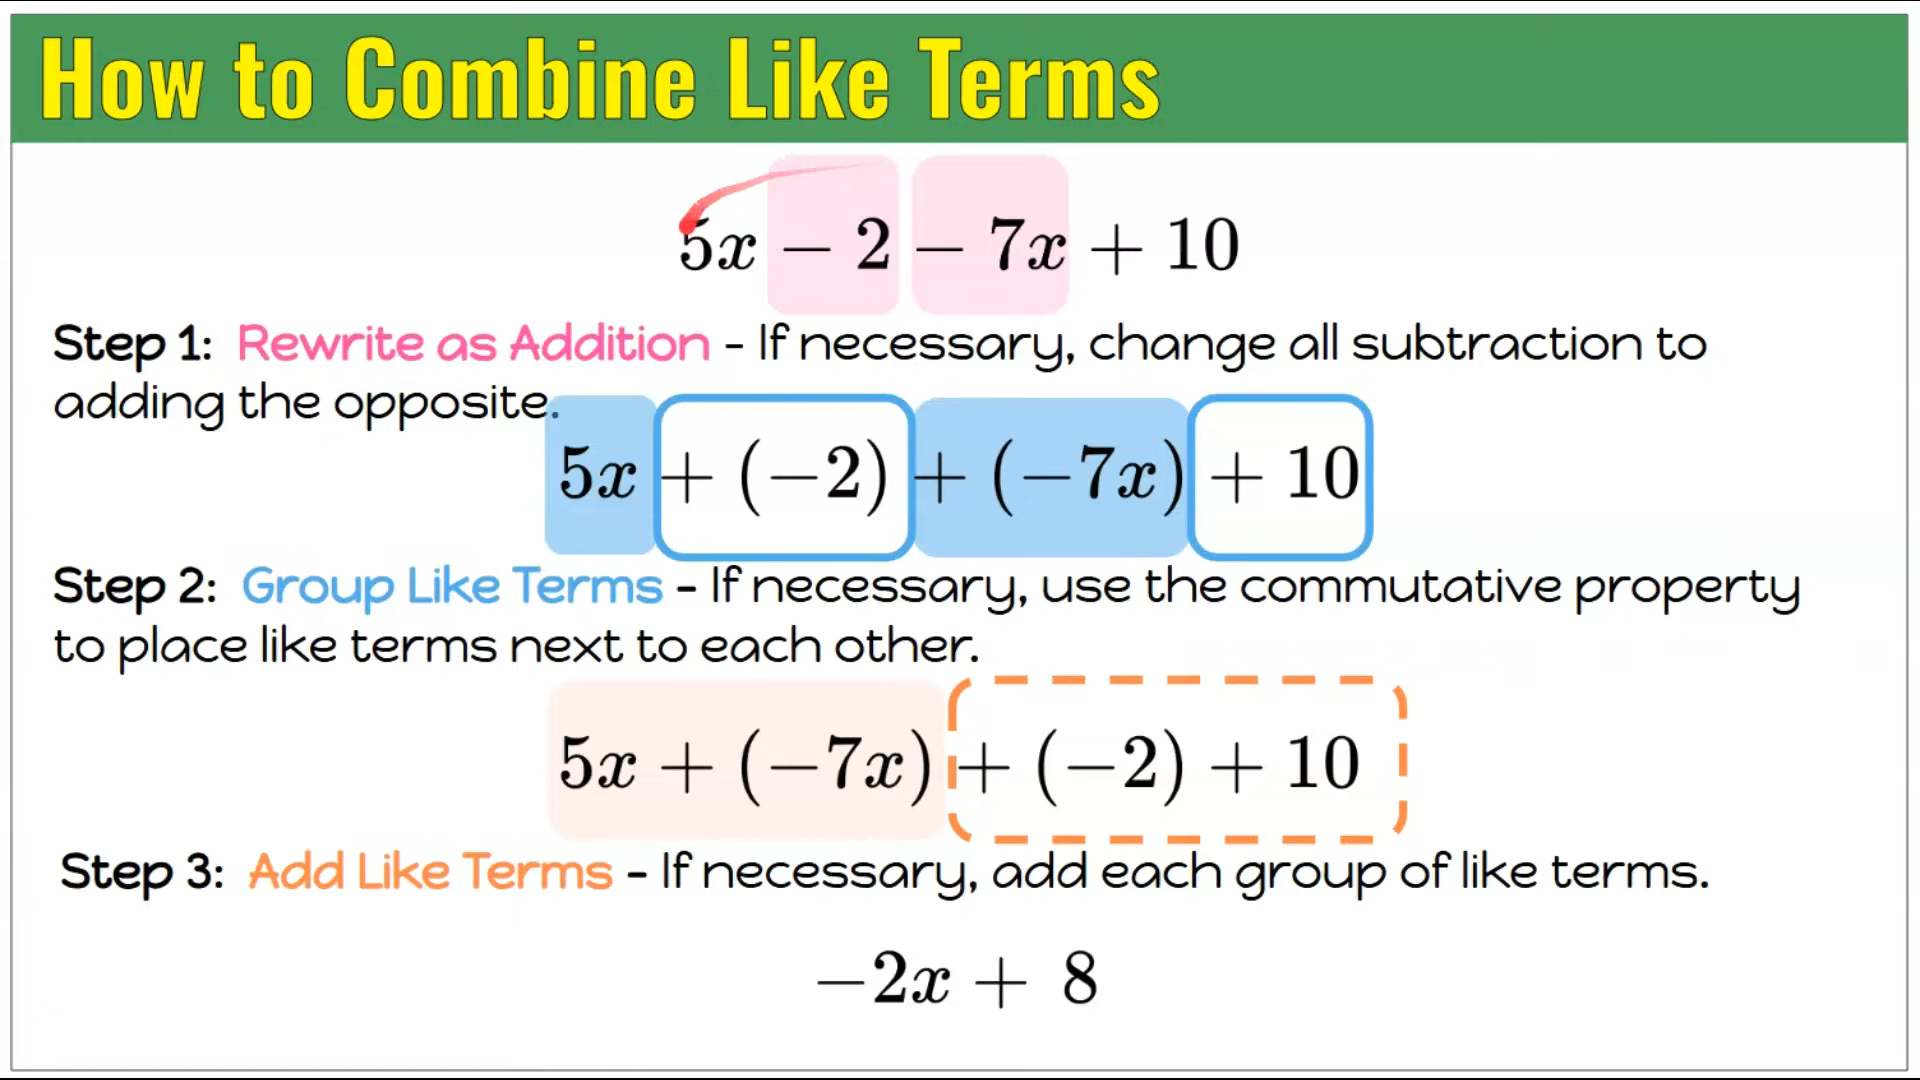 How to Combine Like Terms
5x − 2 − 7x + 10
Step 1: Rewrite as Addition - If necessary, change all subtraction to
adding the opposite.
5x + (−2) + (−7x) + 10
Step 2: Group Like Terms - If necessary, use the commutative property
to place like terms next to each other.
5x + (−7x) + (−2) + 10
Step 3: Add Like Terms - If necessary, add each group of like terms.
−2x + 8